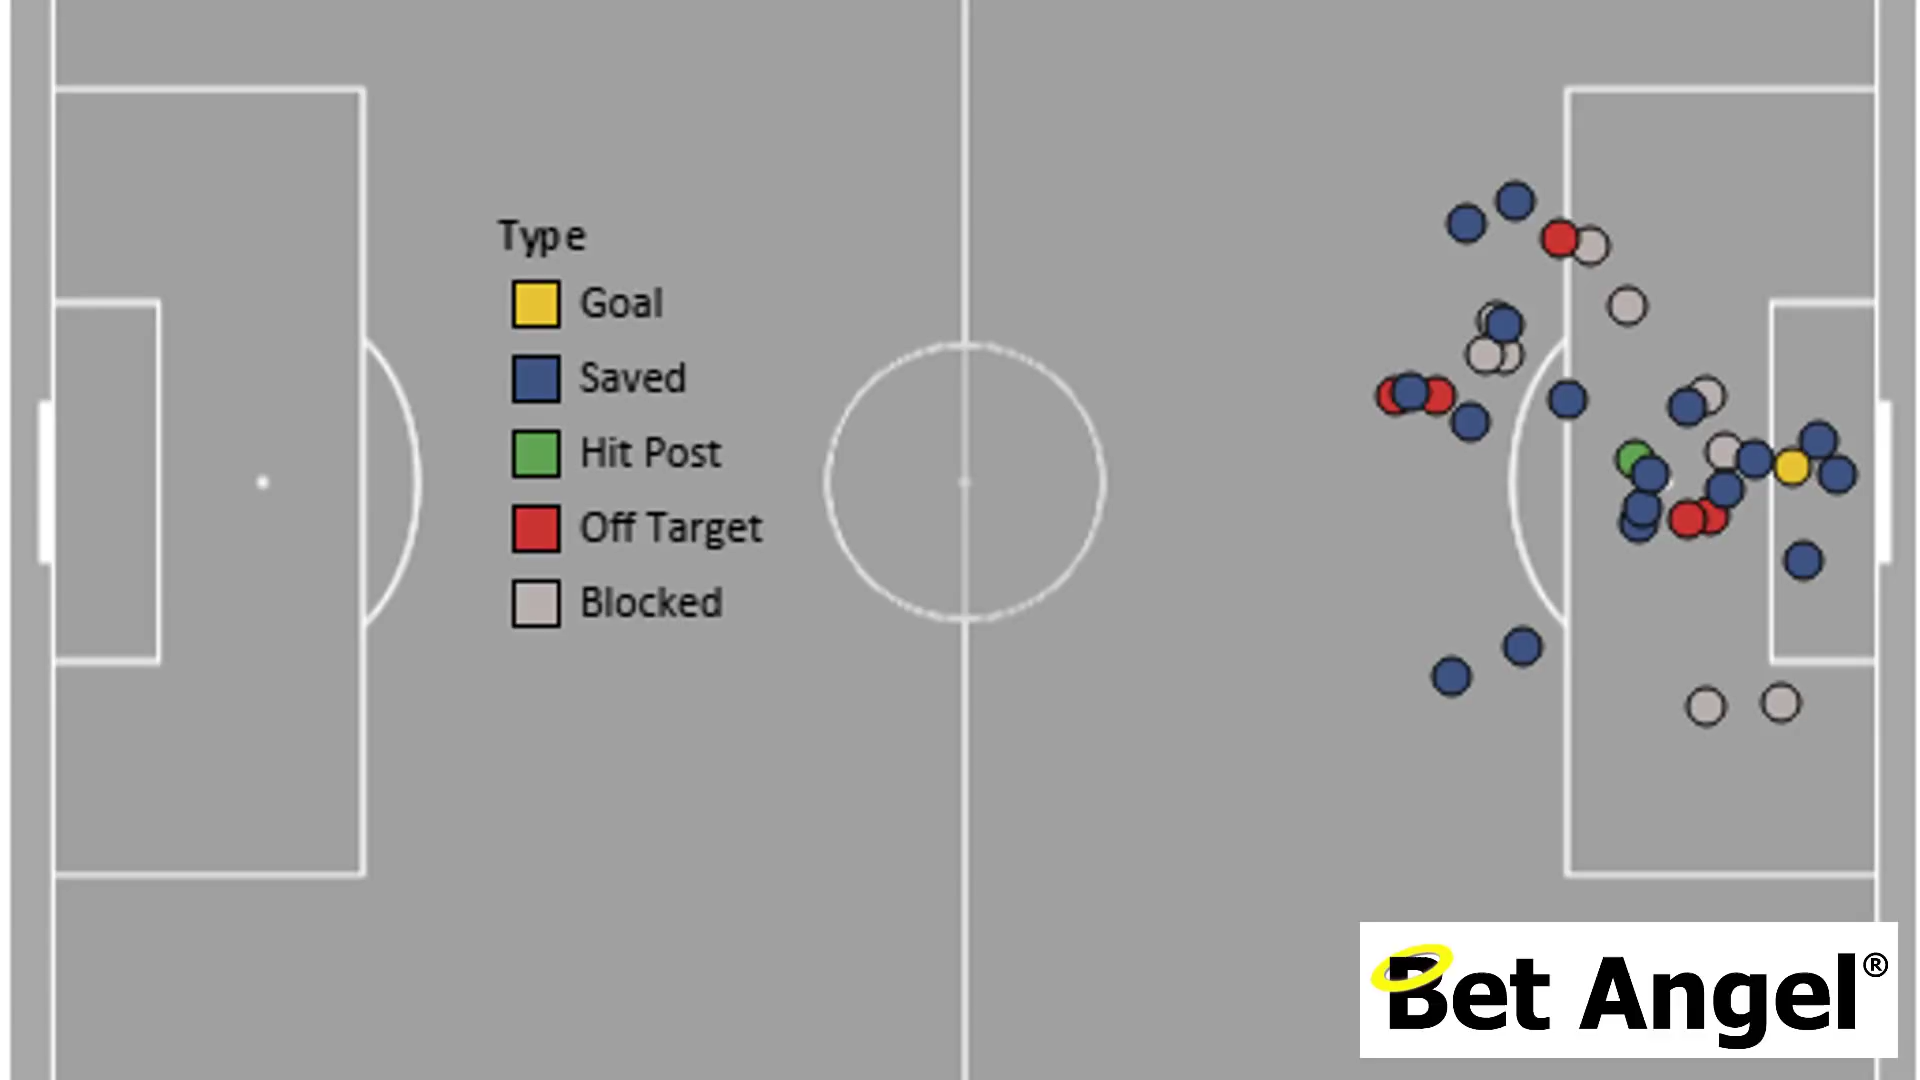 Type
Goal
Saved
Hit Post
Off Target
Blocked
Bet Angel®